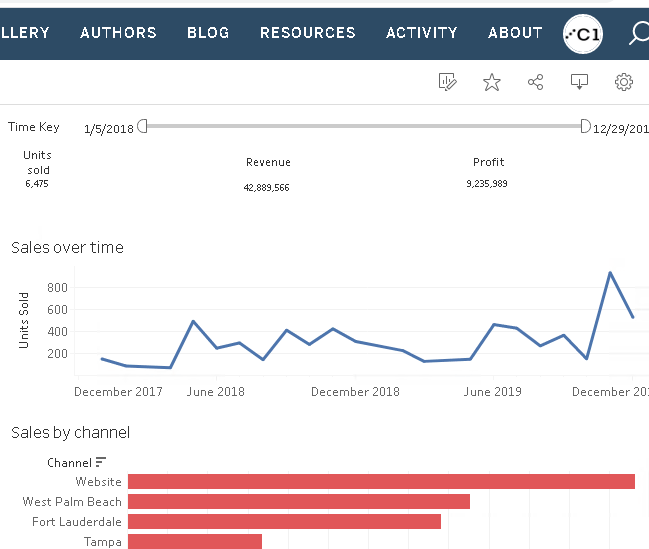 LLERY AUTHORS BLOG RESOURCES ACTIVITY ABOUT C1
Time Key 1/5/2018 12/29/201
Units sold Revenue Profit
6,475 42,889,566 9,235,989
Sales over time
Units Sold
800
600
400
200
December 2017 June 2018 December 2018 June 2019 December 201
Sales by channel
Channel
Website
West Palm Beach
Fort Lauderdale
Tampa